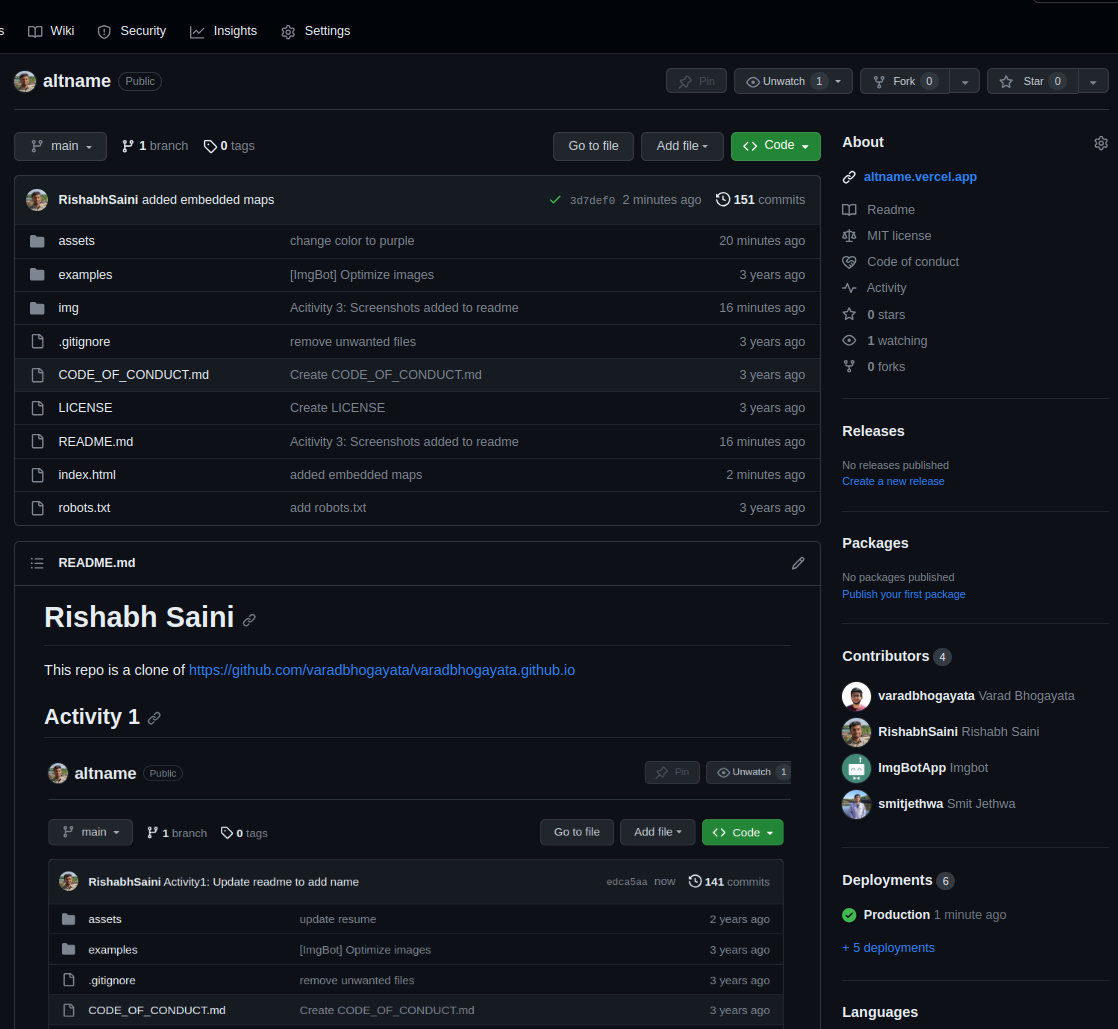 s Wiki Security Insights Settings
altname Public Pin Unwatch 1 Fork 0 Star 0
main 1 branch 0 tags Go to file Add file Code
RishabhSaini added embedded maps 3d7def0 2 minutes ago 151 commits
assets change color to purple 20 minutes ago
examples [ImgBot] Optimize images 3 years ago
img Acitivity 3: Screenshots added to readme 16 minutes ago
.gitignore remove unwanted files 3 years ago
CODE_OF_CONDUCT.md Create CODE_OF_CONDUCT.md 3 years ago
LICENSE Create LICENSE 3 years ago
README.md Acitivity 3: Screenshots added to readme 16 minutes ago
index.html added embedded maps 2 minutes ago
robots.txt add robots.txt 3 years ago
README.md
Rishabh Saini
This repo is a clone of https://github.com/varadbhogayata/varadbhogayata.github.io
Activity 1
altname Public Pin Unwatch 1
main 1 branch 0 tags Go to file Add file Code
RishabhSaini Activity1: Update readme to add name edca5aa now 141 commits
assets update resume 2 years ago
examples [ImgBot] Optimize images 3 years ago
.gitignore remove unwanted files 3 years ago
CODE_OF_CONDUCT.md Create CODE_OF_CONDUCT.md 3 years ago
About
altname.vercel.app
Readme
MIT license
Code of conduct
Activity
0 stars
1 watching
0 forks
Releases
No releases published
Create a new release
Packages
No packages published
Publish your first package
Contributors 4
varadbhogayata Varad Bhogayata
RishabhSaini Rishabh Saini
ImgBotApp Imgbot
smitjethwa Smit Jethwa
Deployments 6
Production 1 minute ago
+ 5 deployments
Languages